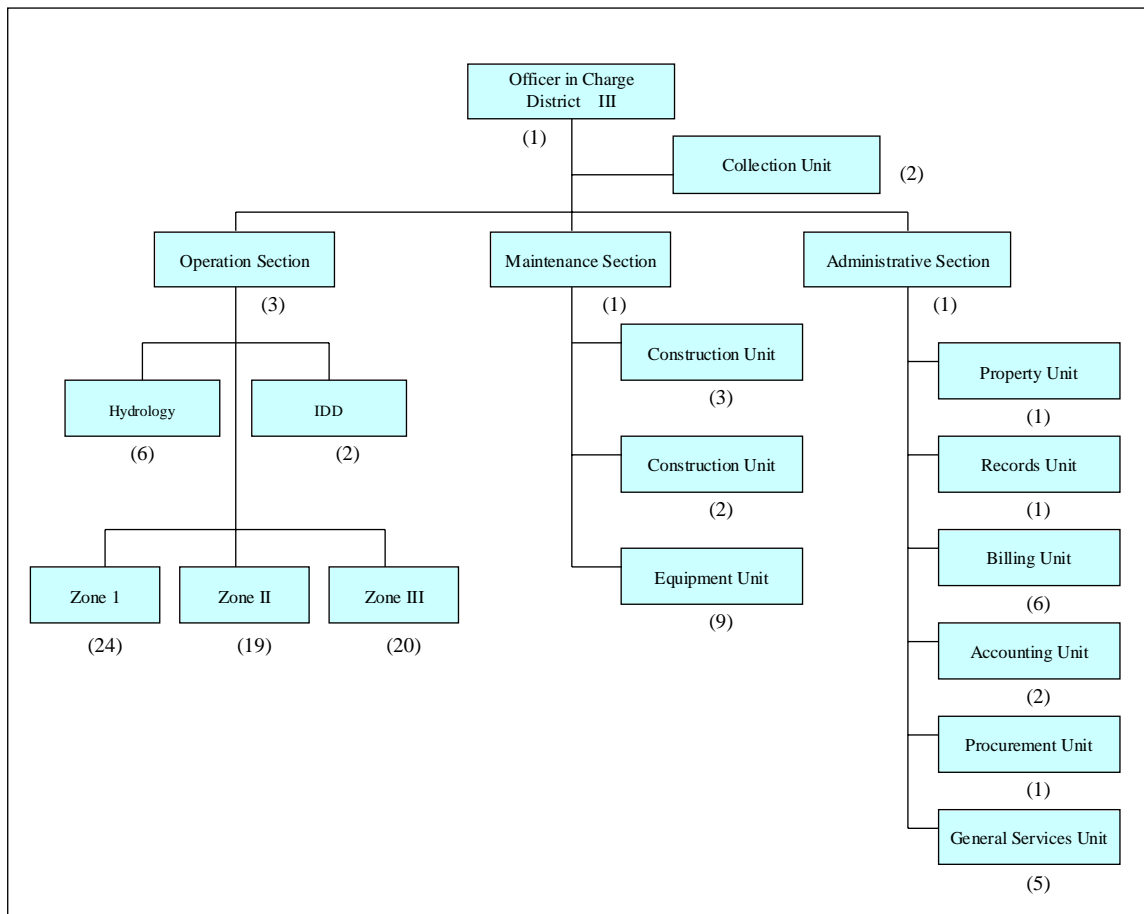 Officer in Charge
District III
(1)
Collection Unit
(2)
Operation Section
(3)
Maintenance Section
(1)
Administrative Section
(1)
Hydrology
(6)
IDD
(2)
Zone 1
(24)
Zone II
(19)
Zone III
(20)
Construction Unit
(3)
Construction Unit
(2)
Equipment Unit
(9)
Property Unit
(1)
Records Unit
(1)
Billing Unit
(6)
Accounting Unit
(2)
Procurement Unit
(1)
General Services Unit
(5)